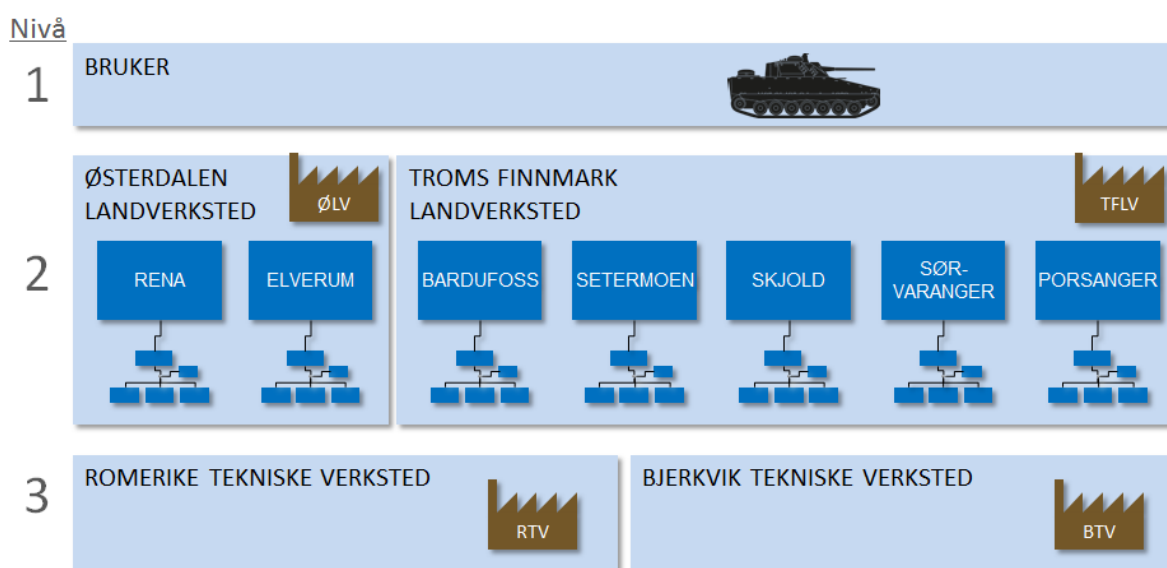 Nivå
1
BRUKER
2
ØSTERDALEN
LANDVERKSTED
ØLV
RENA
ELVERUM
TROMS FINNMARK
LANDVERKSTED
TFLV
BARDUFOSS
SETERMOEN
SKJOLD
SØR-
VARANGER
PORSANGER
3
ROMERIKE TEKNISKE VERKSTED
RTV
BJERKVIK TEKNISKE VERKSTED
BTV